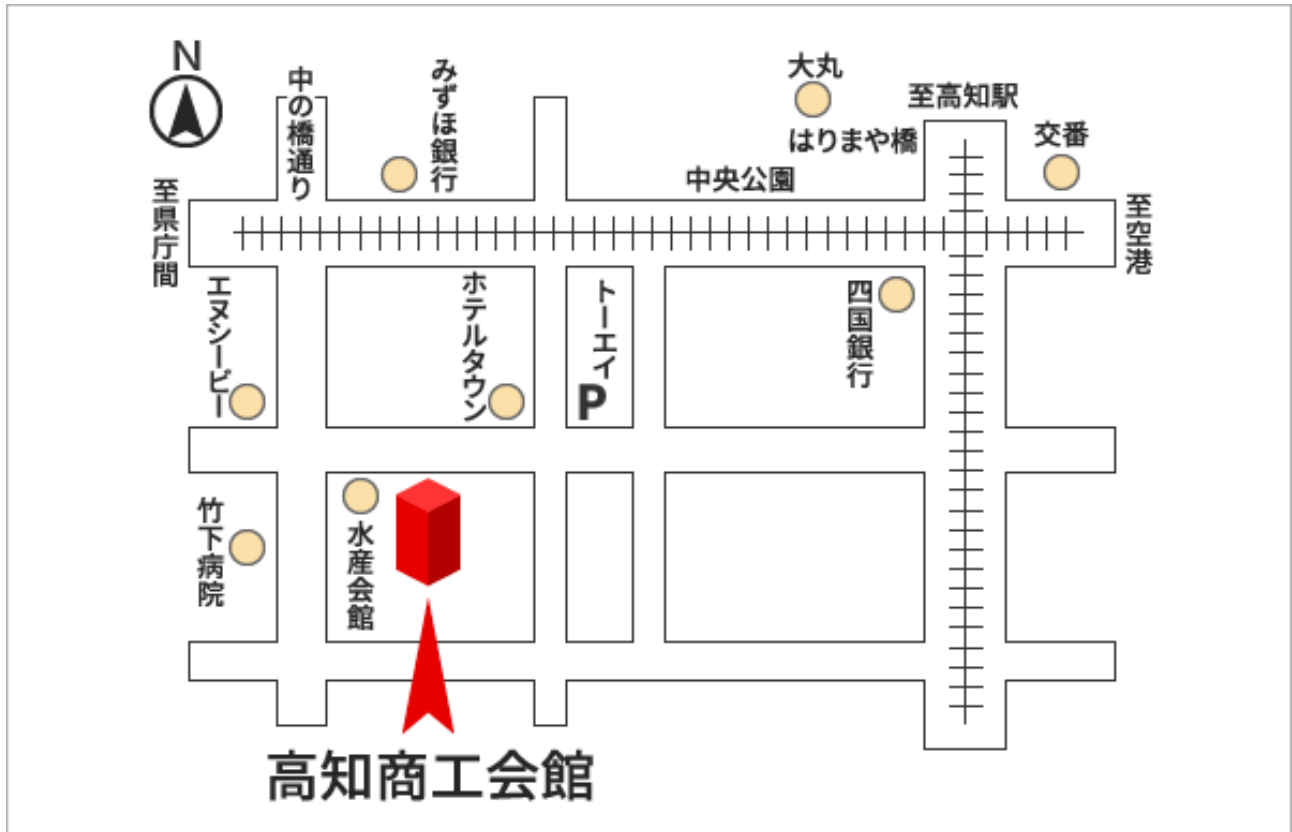 N
中の橋通り
みずほ銀行
大丸
はりまや橋
至高知駅
交番
中央公園
至県庁間
至空港
エヌシービー
ホテルタウン
トーエイ
P
四国銀行
竹下病院
水産会館
高知商工会館